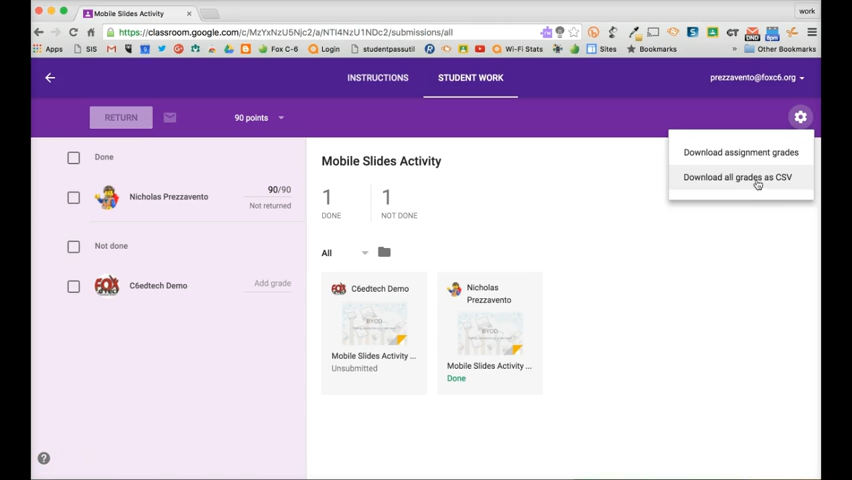 Mobile Slides Activity
work
https://classroom.google.com/c/MzYxNzU5Njc2/a/NTI4NzU1NDc2/submissions/all
Apps SIS Fox C-6 Login studentpassutil Wi-Fi Stats Sites Bookmarks Other Bookmarks
INSTRUCTIONS STUDENT WORK prezzavento@foxc6.org
RETURN 90 points
Download assignment grades
Download all grades as CSV
Done
Nicholas Prezzavento 90/90
Not returned
Not done
C6edtech Demo Add grade
Mobile Slides Activity
1 1
DONE NOT DONE
All
C6edtech Demo
BYOD
Mobile Slides Activity ...
Unsubmitted
Nicholas
Prezzavento
BYOD
Mobile Slides Activity ...
Done